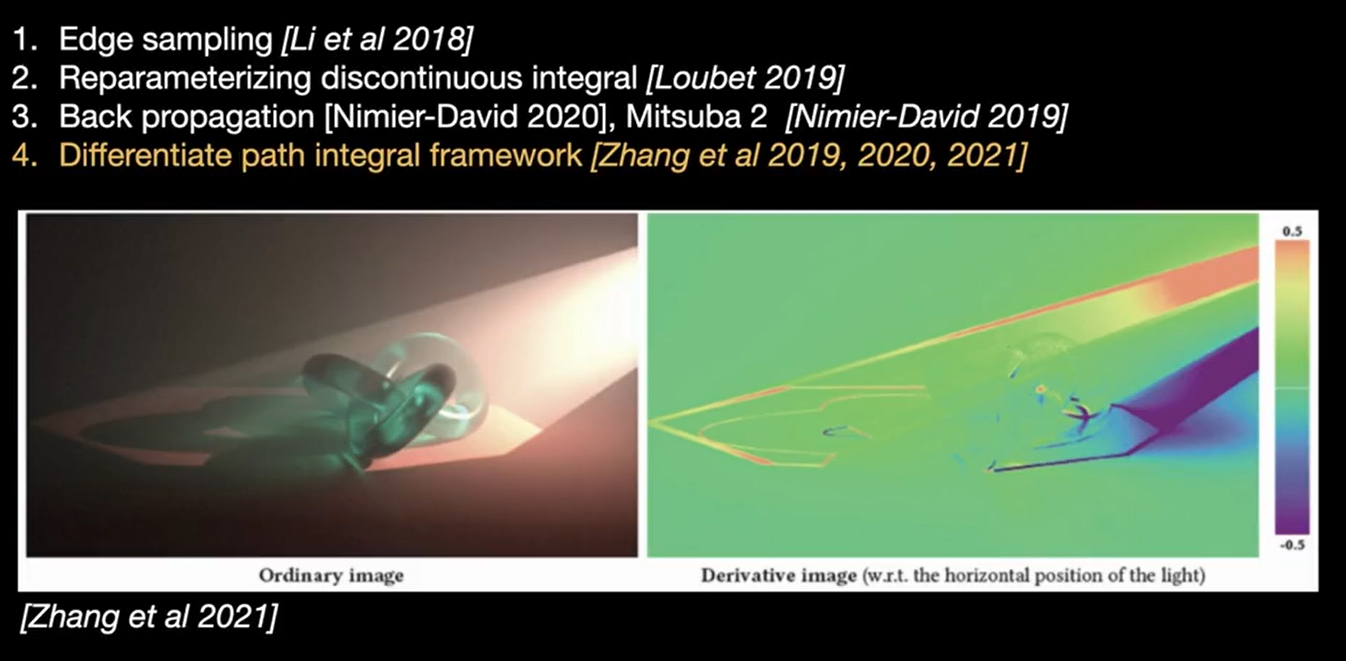 1. Edge sampling [Li et al 2018]
2. Reparameterizing discontinuous integral [Loubet 2019]
3. Back propagation [Nimier-David 2020], Mitsuba 2 [Nimier-David 2019]
4. Differentiate path integral framework [Zhang et al 2019, 2020, 2021]
0.5
-0.5
Ordinary image
Derivative image (w.r.t. the horizontal position of the light)
[Zhang et al 2021]